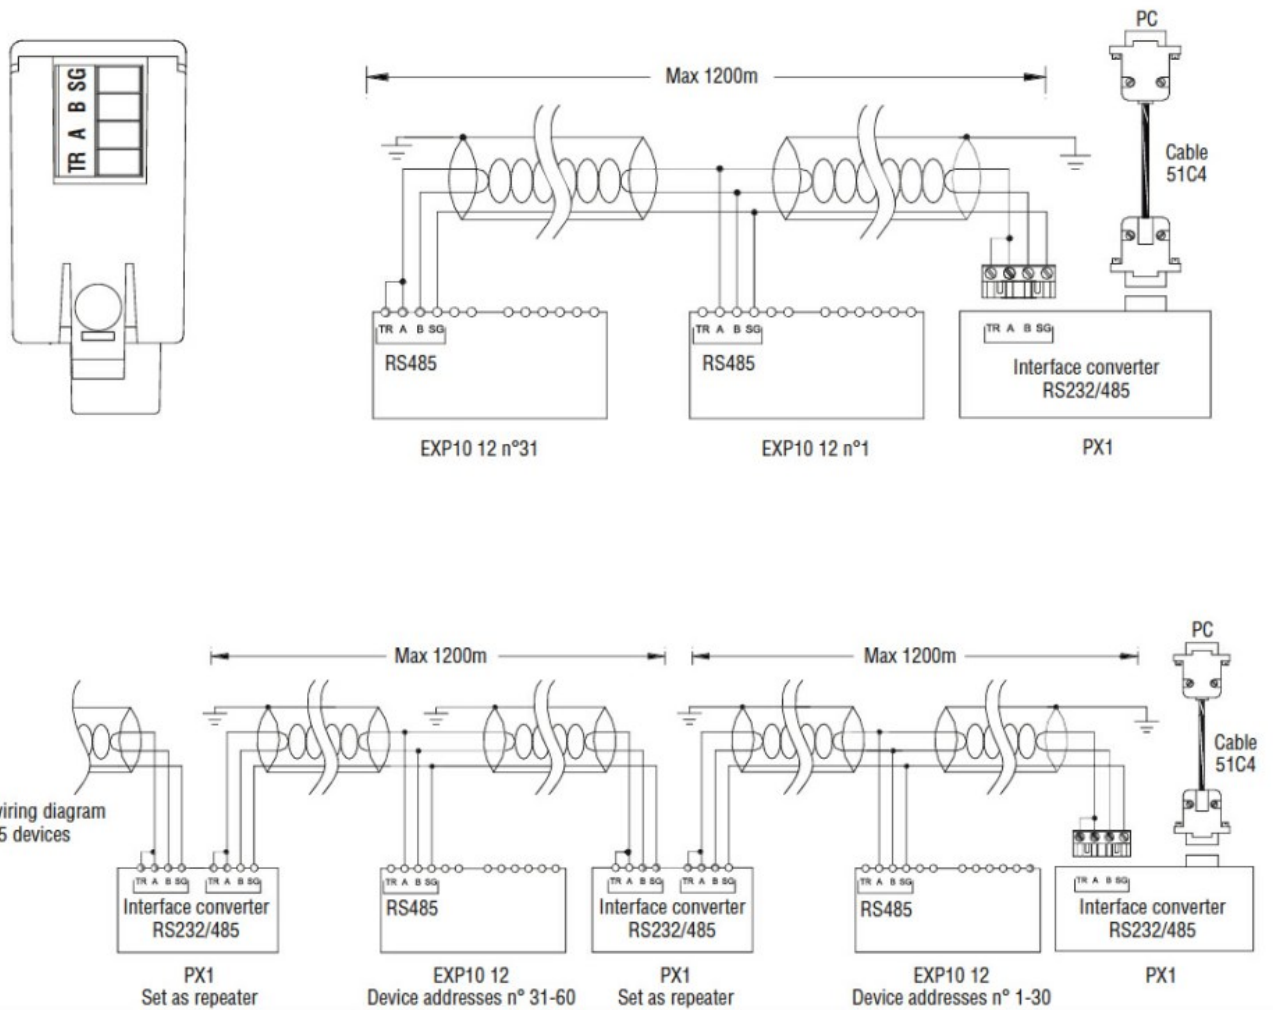 TR A B SG
PC
Max 1200m
Cable
51C4
TR A B SG
RS485
TR A B SG
RS485
TR A B SG
Interface converter
RS232/485
EXP10 12 n°31
EXP10 12 n°1
PX1
PC
Max 1200m
Max 1200m
Cable
51C4
wiring diagram
5 devices
TR A B SG
TR A B SG
Interface converter
RS232/485
TR A B SG
RS485
TR A B SG
TR A B SG
Interface converter
RS232/485
TR A B SG
RS485
TR A B SG
Interface converter
RS232/485
PX1
Set as repeater
EXP10 12
Device addresses n° 31-60
PX1
Set as repeater
EXP10 12
Device addresses n° 1-30
PX1